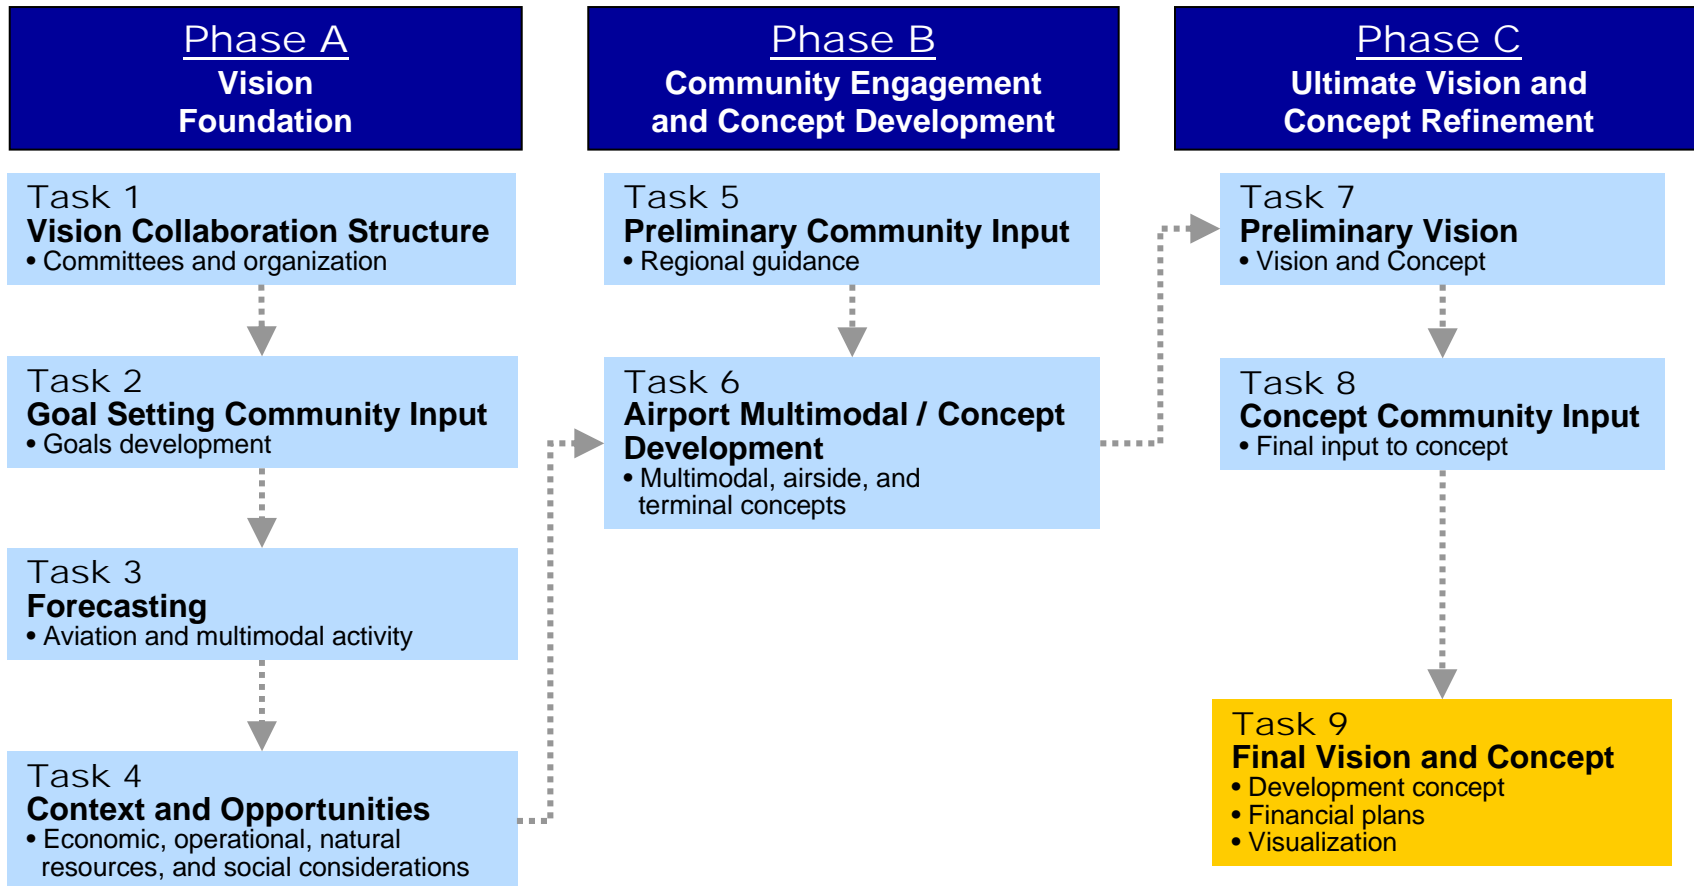 Phase A
Vision
Foundation
Task 1
Vision Collaboration Structure
• Committees and organization
Task 2
Goal Setting Community Input
• Goals development
Task 3
Forecasting
• Aviation and multimodal activity
Task 4
Context and Opportunities
• Economic, operational, natural
resources, and social considerations
Phase B
Community Engagement
and Concept Development
Task 5
Preliminary Community Input
• Regional guidance
Task 6
Airport Multimodal / Concept
Development
• Multimodal, airside, and
terminal concepts
Phase C
Ultimate Vision and
Concept Refinement
Task 7
Preliminary Vision
• Vision and Concept
Task 8
Concept Community Input
• Final input to concept
Task 9
Final Vision and Concept
• Development concept
• Financial plans
• Visualization